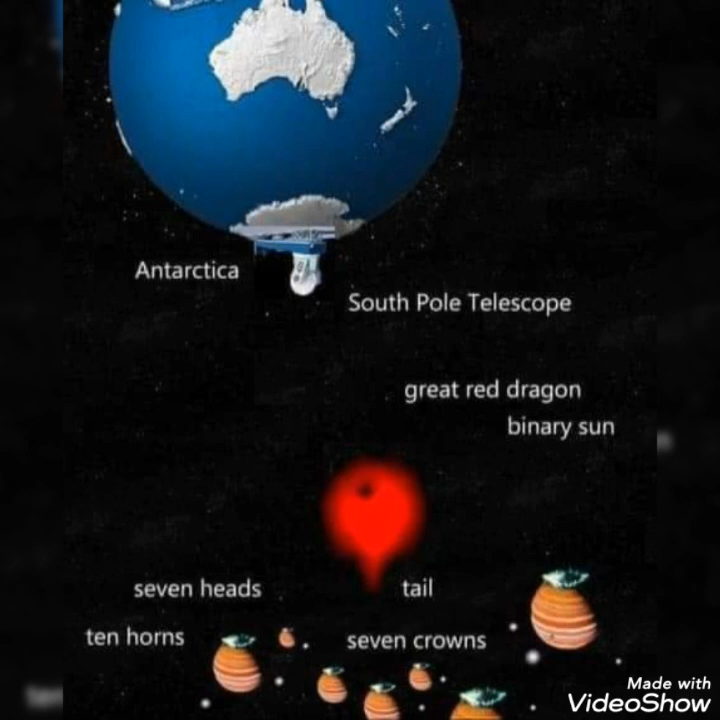 Antarctica
South Pole Telescope
great red dragon
binary sun
seven heads
tail
ten horns
seven crowns
Made with
VideoShow